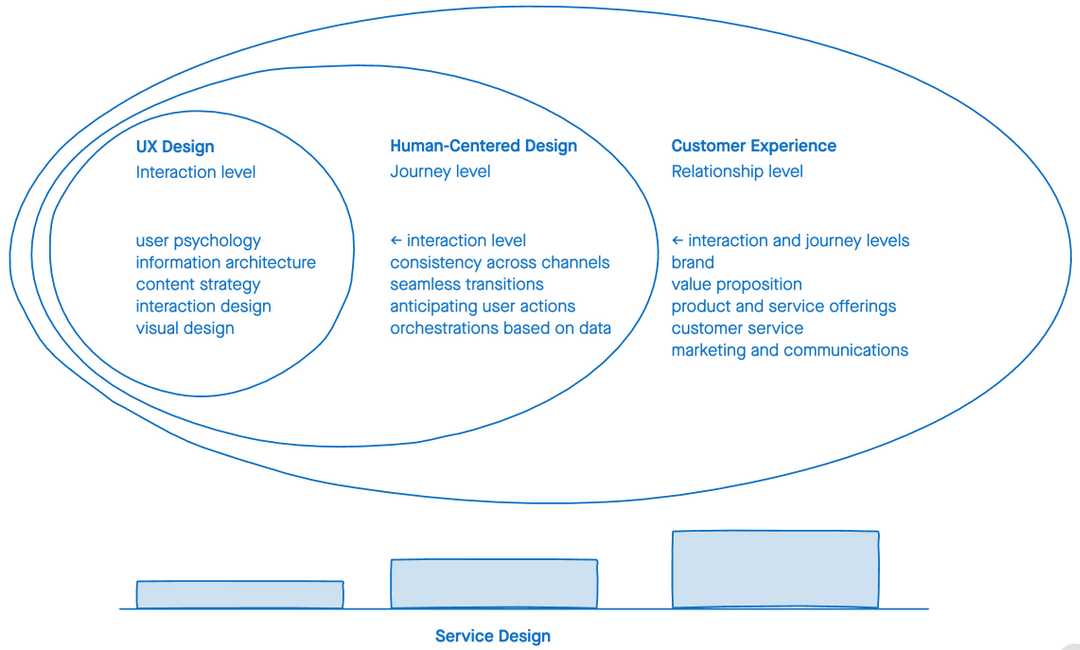 UX Design
Interaction level
user psychology
information architecture
content strategy
interaction design
visual design
Human-Centered Design
Journey level
← interaction level
consistency across channels
seamless transitions
anticipating user actions
orchestrations based on data
Customer Experience
Relationship level
← interaction and journey levels
brand
value proposition
product and service offerings
customer service
marketing and communications
Service Design